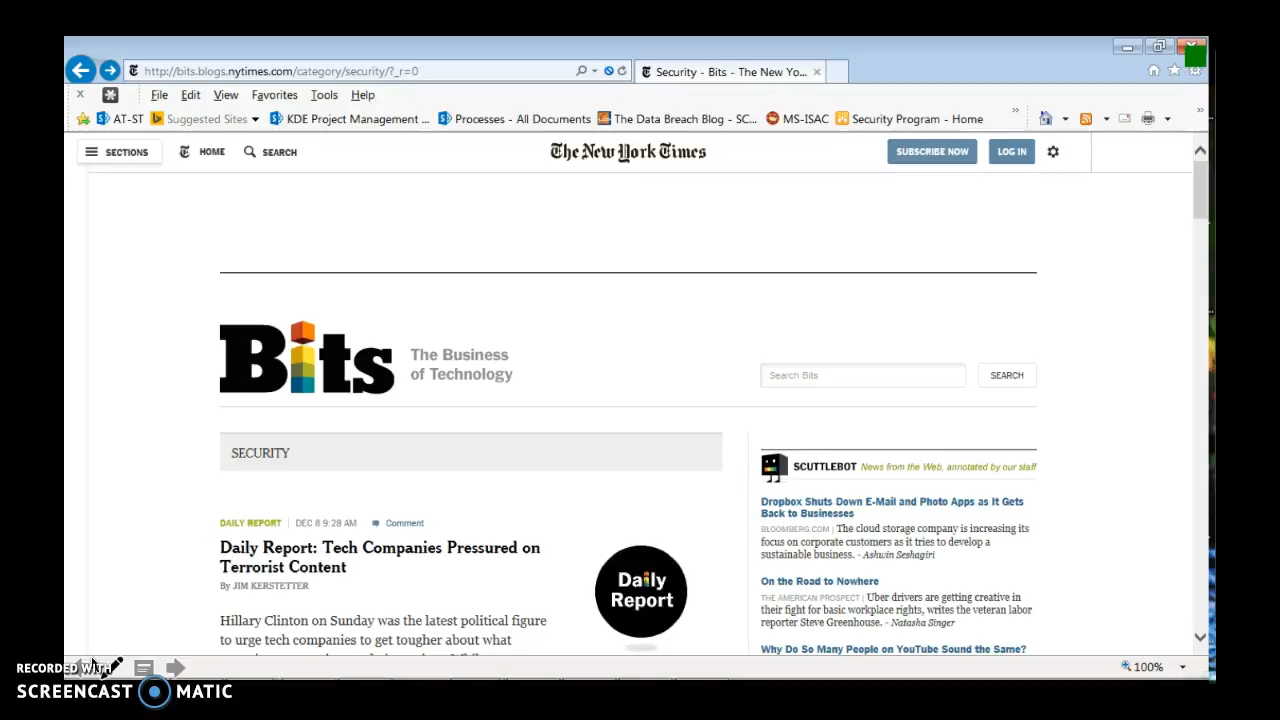 http://bits.blogs.nytimes.com/category/security/?_r=0
Security - Bits - The New Yo...
File Edit View Favorites Tools Help
AT-ST Suggested Sites KDE Project Management ... Processes - All Documents The Data Breach Blog - SC... MS-ISAC Security Program - Home
SECTIONS HOME SEARCH The New York Times SUBSCRIBE NOW LOG IN
Bits The Business
of Technology
Search Bits SEARCH
SECURITY
DAILY REPORT | DEC 8 9:28 AM Comment
Daily Report: Tech Companies Pressured on
Terrorist Content
By JIM KERSTETTER
Hillary Clinton on Sunday was the latest political figure
to urge tech companies to get tougher about what
Daily
Report
SCUTTLEBOT News from the Web, annotated by our staff
Dropbox Shuts Down E-Mail and Photo Apps as It Gets
Back to Businesses
BLOOMBERG.COM | The cloud storage company is increasing its
focus on corporate customers as it tries to develop a
sustainable business. - Ashwin Seshagiri
On the Road to Nowhere
THE AMERICAN PROSPECT | Uber drivers are getting creative in
their fight for basic workplace rights, writes the veteran labor
reporter Steve Greenhouse. - Natasha Singer
Why Do So Many People on YouTube Sound the Same?
100%
RECORDED WITH
SCREENCAST MATIC